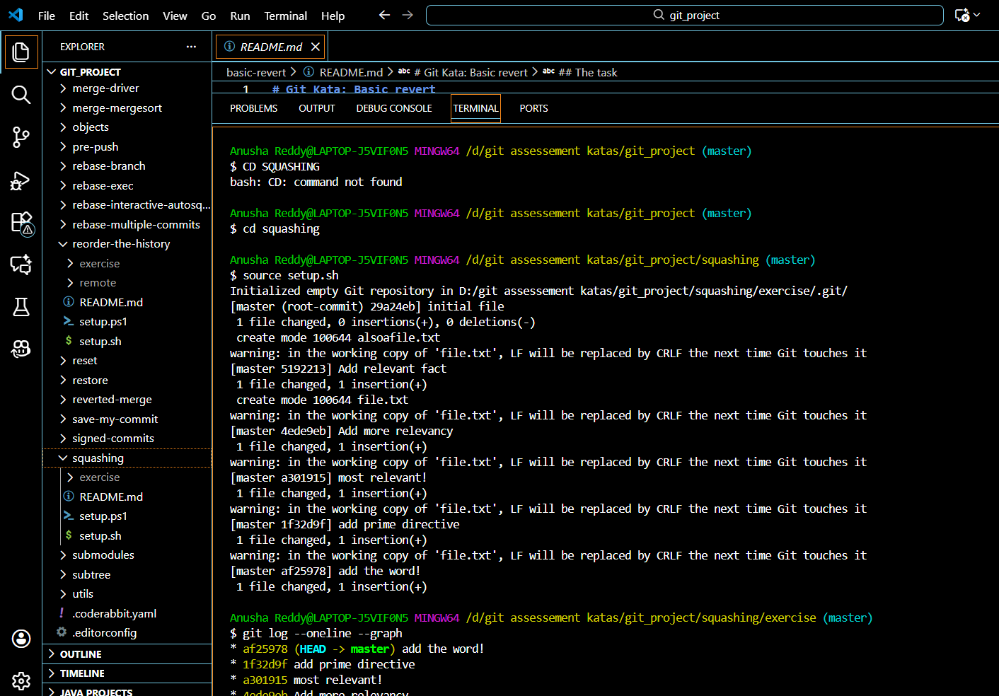 File Edit Selection View Go Run Terminal Help
git_project
EXPLORER
GIT_PROJECT
merge-driver
merge-mergesort
objects
pre-push
rebase-branch
rebase-exec
rebase-interactive-autosq...
rebase-multiple-commits
reorder-the-history
exercise
remote
README.md
setup.ps1
setup.sh
reset
restore
reverted-merge
save-my-commit
signed-commits
squashing
exercise
README.md
setup.ps1
setup.sh
submodules
subtree
utils
.coderabbit.yaml
.editorconfig
OUTLINE
TIMELINE
JAVA PROJECTS
README.md
basic-revert > README.md > abc # Git Kata: Basic revert > abc ## The task
1 # Git Kata: Basic revert
PROBLEMS OUTPUT DEBUG CONSOLE TERMINAL PORTS
Anusha Reddy@LAPTOP-J5VIF0N5 MINGW64 /d/git assessement katas/git_project (master)
$ CD SQUASHING
bash: CD: command not found
Anusha Reddy@LAPTOP-J5VIF0N5 MINGW64 /d/git assessement katas/git_project (master)
$ cd squashing
Anusha Reddy@LAPTOP-J5VIF0N5 MINGW64 /d/git assessement katas/git_project/squashing (master)
$ source setup.sh
Initialized empty Git repository in D:/git assessement katas/git_project/squashing/exercise/.git/
[master (root-commit) 29a24eb] initial file
1 file changed, 0 insertions(+), 0 deletions(-)
create mode 100644 alsoafile.txt
warning: in the working copy of 'file.txt', LF will be replaced by CRLF the next time Git touches it
[master 5192213] Add relevant fact
1 file changed, 1 insertion(+)
create mode 100644 file.txt
warning: in the working copy of 'file.txt', LF will be replaced by CRLF the next time Git touches it
[master 4ede9eb] Add more relevancy
1 file changed, 1 insertion(+)
warning: in the working copy of 'file.txt', LF will be replaced by CRLF the next time Git touches it
[master a301915] most relevant!
1 file changed, 1 insertion(+)
warning: in the working copy of 'file.txt', LF will be replaced by CRLF the next time Git touches it
[master 1f32d9f] add prime directive
1 file changed, 1 insertion(+)
warning: in the working copy of 'file.txt', LF will be replaced by CRLF the next time Git touches it
[master af25978] add the word!
1 file changed, 1 insertion(+)
Anusha Reddy@LAPTOP-J5VIF0N5 MINGW64 /d/git assessement katas/git_project/squashing/exercise (master)
$ git log --oneline --graph
* af25978 (HEAD -> master) add the word!
* 1f32d9f add prime directive
* a301915 most relevant!
* 4ede9eb Add more relevancy